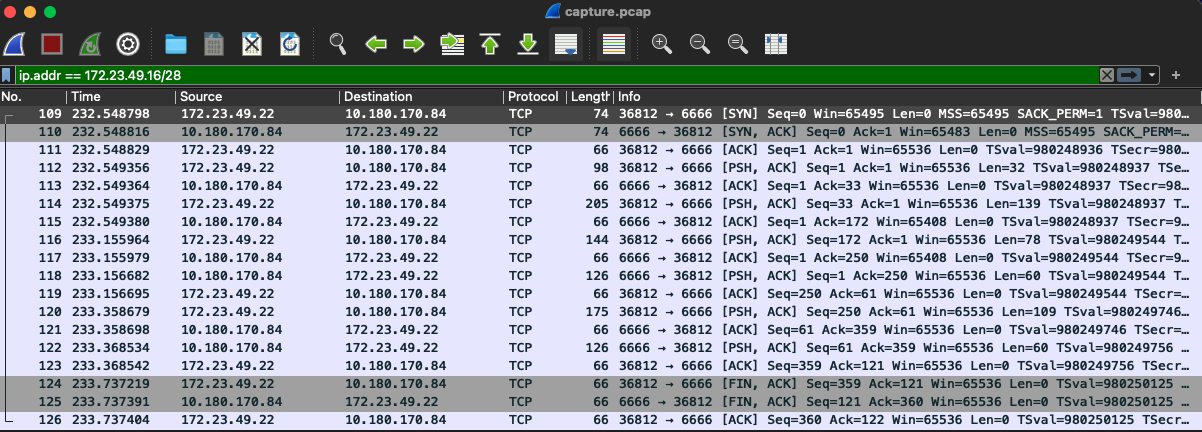 capture.pcap
ip.addr == 172.23.49.16/28
No. Time Source Destination Protocol Length Info
109 232.548798 172.23.49.22 10.180.170.84 TCP 74 36812 → 6666 [SYN] Seq=0 Win=65495 Len=0 MSS=65495 SACK_PERM=1 TSval=980…
110 232.548816 10.180.170.84 172.23.49.22 TCP 74 6666 → 36812 [SYN, ACK] Seq=0 Ack=1 Win=65483 Len=0 MSS=65495 SACK_PERM=…
111 232.548829 172.23.49.22 10.180.170.84 TCP 66 36812 → 6666 [ACK] Seq=1 Ack=1 Win=65536 Len=0 TSval=980248936 TSecr=980…
112 232.549356 172.23.49.22 10.180.170.84 TCP 98 36812 → 6666 [PSH, ACK] Seq=1 Ack=1 Win=65536 Len=32 TSval=980248937 TSe…
113 232.549364 10.180.170.84 172.23.49.22 TCP 66 6666 → 36812 [ACK] Seq=1 Ack=33 Win=65536 Len=0 TSval=980248937 TSecr=98…
114 232.549375 172.23.49.22 10.180.170.84 TCP 205 36812 → 6666 [PSH, ACK] Seq=33 Ack=1 Win=65536 Len=139 TSval=980248937 T…
115 232.549380 10.180.170.84 172.23.49.22 TCP 66 6666 → 36812 [ACK] Seq=1 Ack=172 Win=65408 Len=0 TSval=980248937 TSecr=9…
116 233.155964 172.23.49.22 10.180.170.84 TCP 144 36812 → 6666 [PSH, ACK] Seq=172 Ack=1 Win=65536 Len=78 TSval=980249544 T…
117 233.155979 10.180.170.84 172.23.49.22 TCP 66 6666 → 36812 [ACK] Seq=1 Ack=250 Win=65408 Len=0 TSval=980249544 TSecr=9…
118 233.156682 10.180.170.84 172.23.49.22 TCP 126 6666 → 36812 [PSH, ACK] Seq=1 Ack=250 Win=65536 Len=60 TSval=980249544 T…
119 233.156695 172.23.49.22 10.180.170.84 TCP 66 36812 → 6666 [ACK] Seq=250 Ack=61 Win=65536 Len=0 TSval=980249544 TSecr=…
120 233.358679 172.23.49.22 10.180.170.84 TCP 175 36812 → 6666 [PSH, ACK] Seq=250 Ack=61 Win=65536 Len=109 TSval=980249746…
121 233.358698 10.180.170.84 172.23.49.22 TCP 66 6666 → 36812 [ACK] Seq=61 Ack=359 Win=65536 Len=0 TSval=980249746 TSecr=…
122 233.368534 10.180.170.84 172.23.49.22 TCP 126 6666 → 36812 [PSH, ACK] Seq=61 Ack=359 Win=65536 Len=60 TSval=980249756 …
123 233.368542 172.23.49.22 10.180.170.84 TCP 66 36812 → 6666 [ACK] Seq=359 Ack=121 Win=65536 Len=0 TSval=980249756 TSecr…
124 233.737219 172.23.49.22 10.180.170.84 TCP 66 36812 → 6666 [FIN, ACK] Seq=359 Ack=121 Win=65536 Len=0 TSval=980250125 …
125 233.737391 10.180.170.84 172.23.49.22 TCP 66 6666 → 36812 [FIN, ACK] Seq=121 Ack=360 Win=65536 Len=0 TSval=980250125 …
126 233.737404 172.23.49.22 10.180.170.84 TCP 66 36812 → 6666 [ACK] Seq=360 Ack=122 Win=65536 Len=0 TSval=980250125 TSecr…